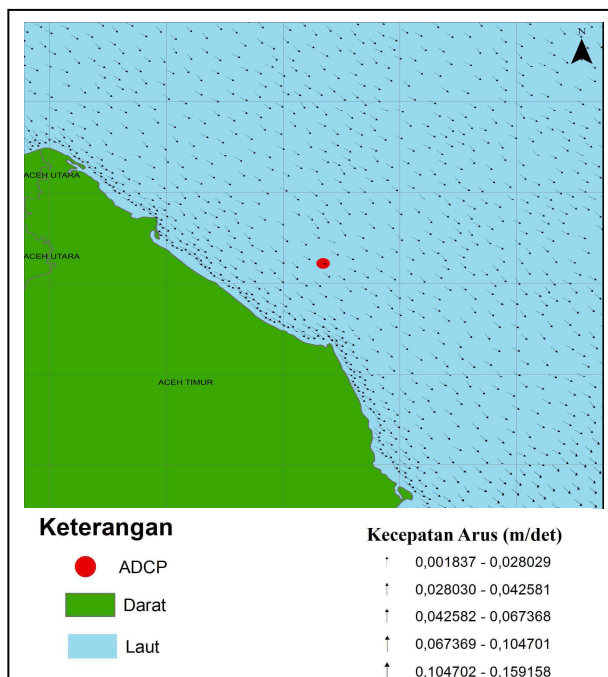 N
ACEH UTARA
ACEH UTARA
ACEH TIMUR
Keterangan
ADCP
Darat
Laut
Kecepatan Arus (m/det)
0,001837 - 0,028029
0,028030 - 0,042581
0,042582 - 0,067368
0,067369 - 0,104701
0,104702 - 0,159158